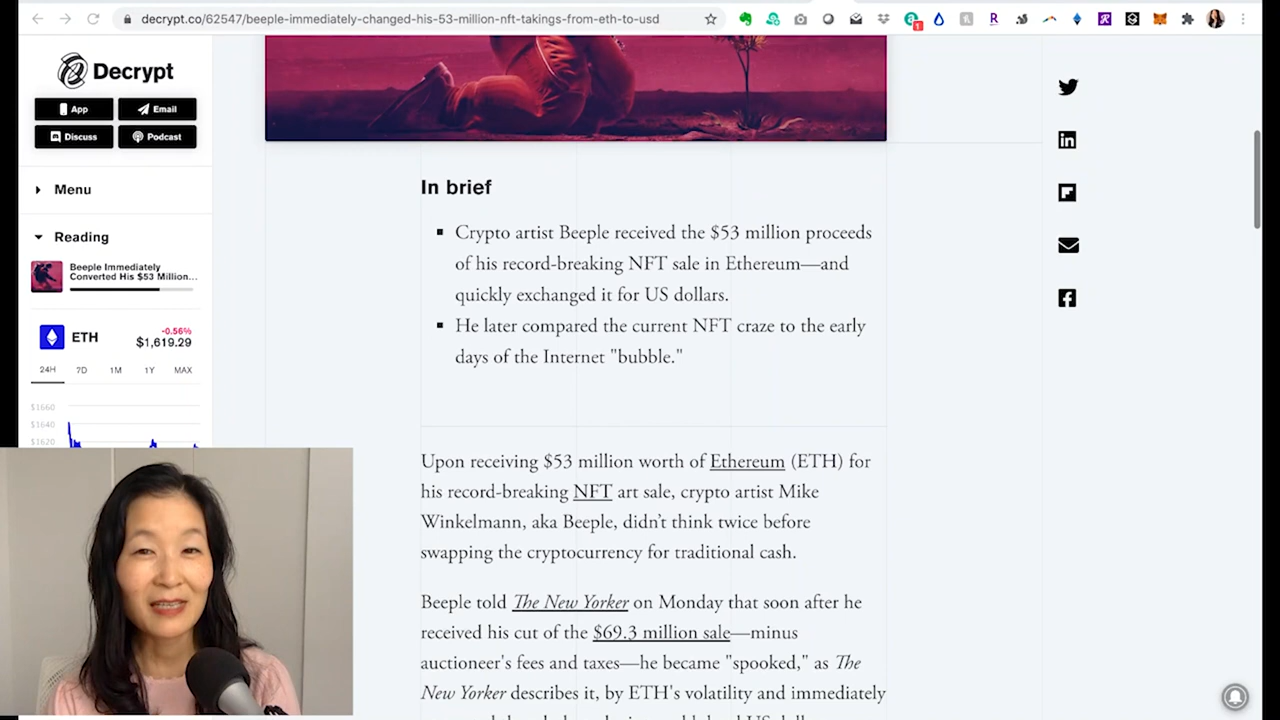 decrypt.co/62547/beeple-immediately-changed-his-53-million-nft-takings-from-eth-to-usd
1
Decrypt
App
Email
Discuss
Podcast
Menu
Reading
Beeple Immediately
Converted His $53 Million...
ETH
-0.56%
$1,619.29
24H 7D 1M 1Y MAX
$1660
$1640
$1620
In brief
Crypto artist Beeple received the $53 million proceeds
of his record-breaking NFT sale in Ethereum—and
quickly exchanged it for US dollars.
He later compared the current NFT craze to the early
days of the Internet "bubble."
Upon receiving $53 million worth of Ethereum (ETH) for
his record-breaking NFT art sale, crypto artist Mike
Winkelmann, aka Beeple, didn't think twice before
swapping the cryptocurrency for traditional cash.
Beeple told The New Yorker on Monday that soon after he
received his cut of the $69.3 million sale—minus
auctioneer's fees and taxes—he became "spooked," as The
New Yorker describes it, by ETH's volatility and immediately